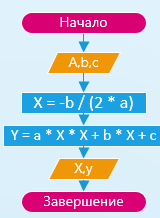 Начало
A,b,c
X = -b / (2 * a)
Y = a * X * X + b * X + c
X,y
Завершение